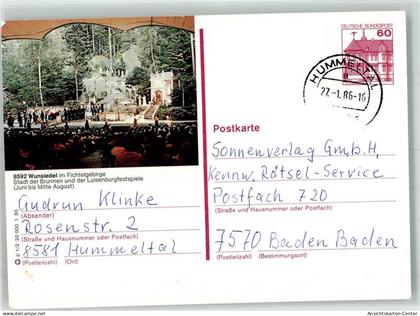 8592 Wunsiedel im Fichtelgebirge
Stadt der Brunnen und der Luisenburgfestspiele
(Juni bis Mitte August)
Gudrun Klinke
(Absender)
Rosenstr. 2
(Straße und Hausnummer oder Postfach)
8581 Hummeltal
(Postleitzahl) (Ort)
DEUTSCHE BUNDESPOST
60
HUMMELTAL
a
27.-1.86-16
Postkarte
Sonnenverlag GmbH,
Kennw. Rätsel-Service
Postfach 720
(Straße und Hausnummer oder Postfach)
7570 Baden Baden
(Postleitzahl) (Bestimmungsort)
Ansichtskarten-Center